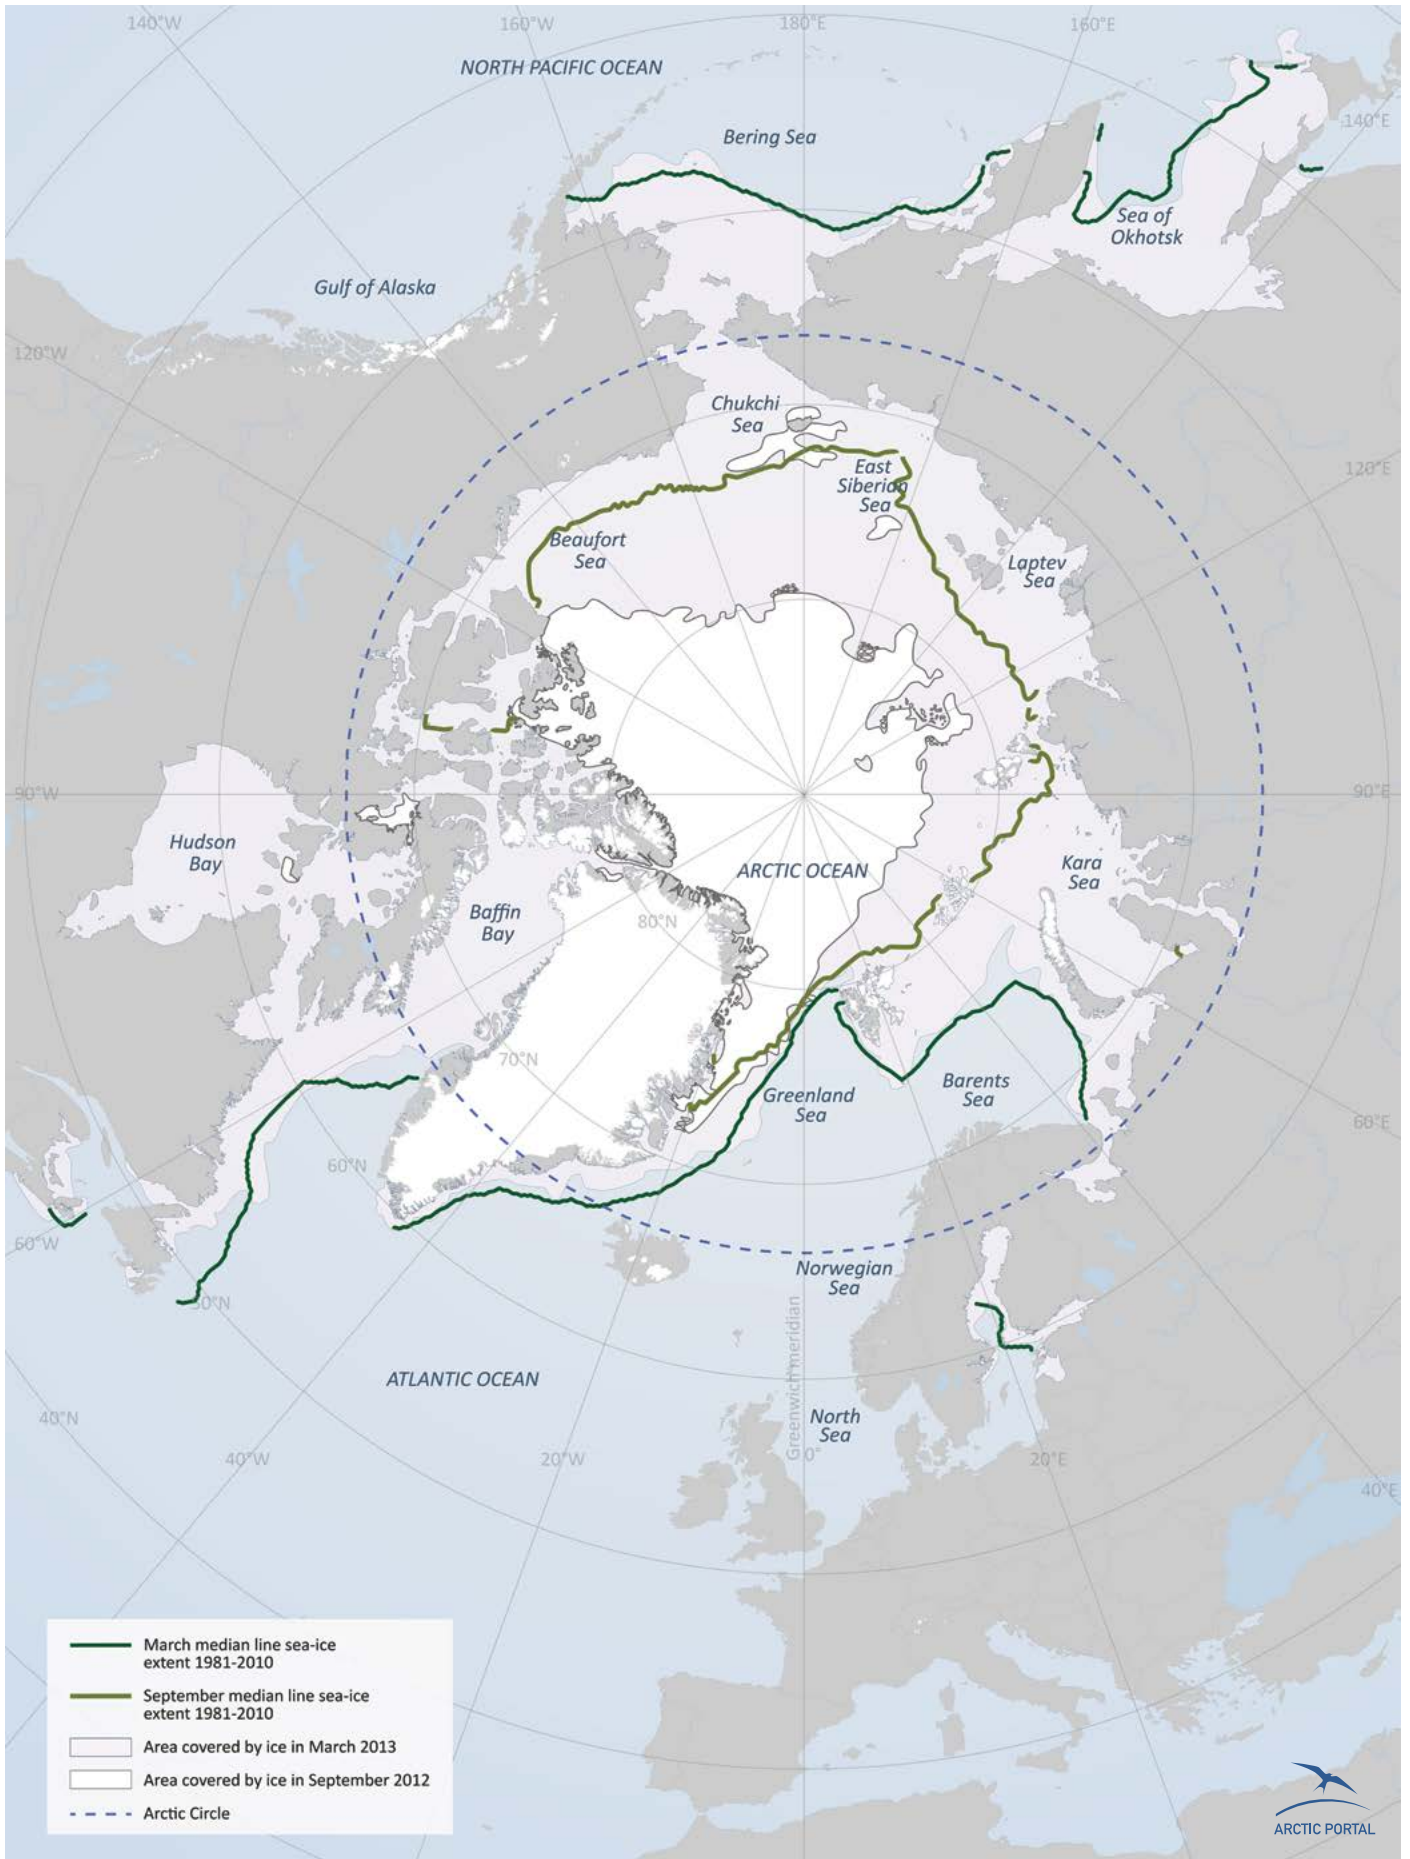 140°W
160°W
180°E
160°E
NORTH PACIFIC OCEAN
140°E
Bering Sea
Sea of
Okhotsk
Gulf of Alaska
120°W
Chukchi
Sea
East
Siberian
Sea
120°E
Beaufort
Sea
Laptev
Sea
90°W
90°E
Hudson
Bay
Kara
Sea
ARCTIC OCEAN
Baffin
Bay
80°N
70°N
Greenland
Sea
Barents
Sea
60°E
60°N
60°W
Norwegian
Sea
50°N
Greenwich meridian
ATLANTIC OCEAN
40°N
North
Sea
40°W
20°W
0°
20°E
40°E
March median line sea-ice
extent 1981-2010
September median line sea-ice
extent 1981-2010
Area covered by ice in March 2013
Area covered by ice in September 2012
Arctic Circle
ARCTIC PORTAL